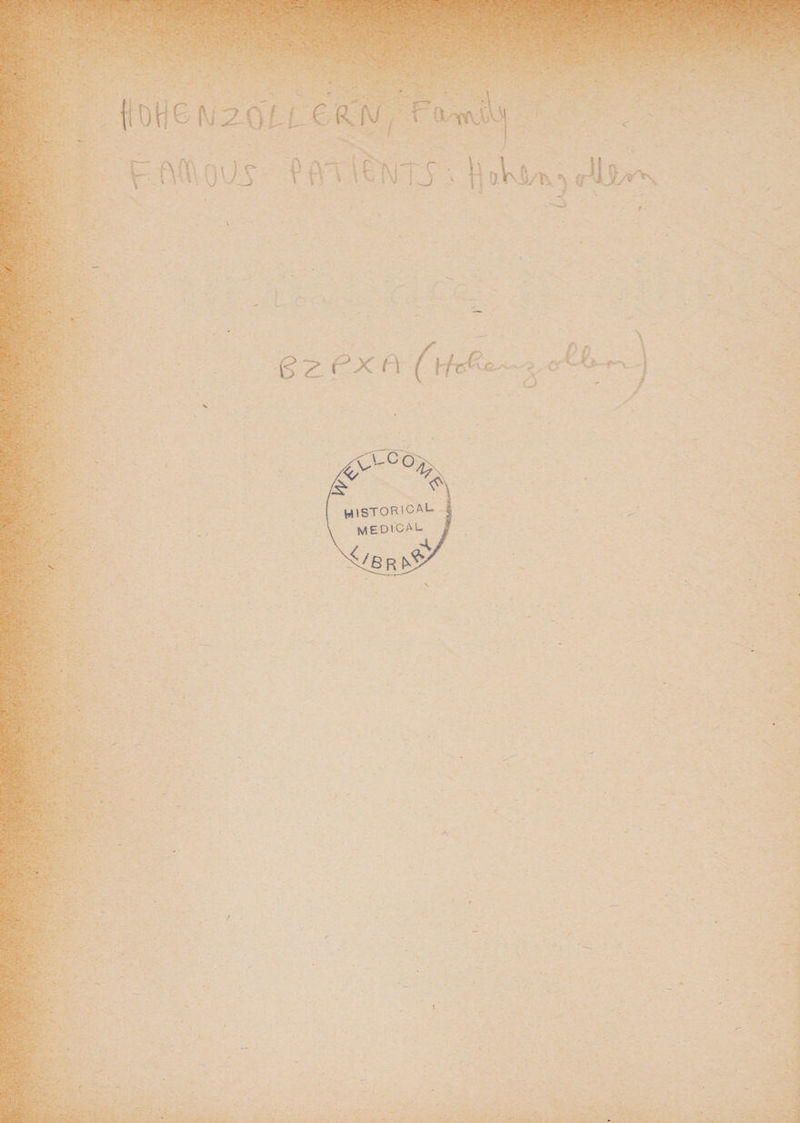 HOHENZOLLERN, Family
FAMOUS PATIENTS: Hohenzollern
BZPXA (Hohenzollern)
WELLCOME
HISTORICAL
MEDICAL
LIBRARY